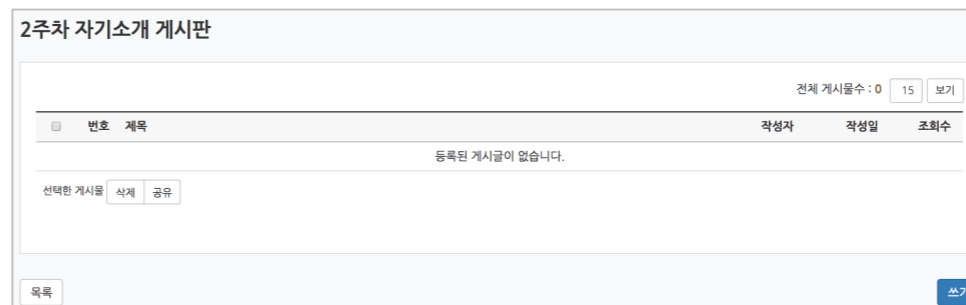 2주차 자기소개 게시판
전체 게시물수 : 0 15 보기
번호 제목 작성자 작성일 조회수
등록된 게시글이 없습니다.
선택한 게시물 삭제 공유
목록 쓰기